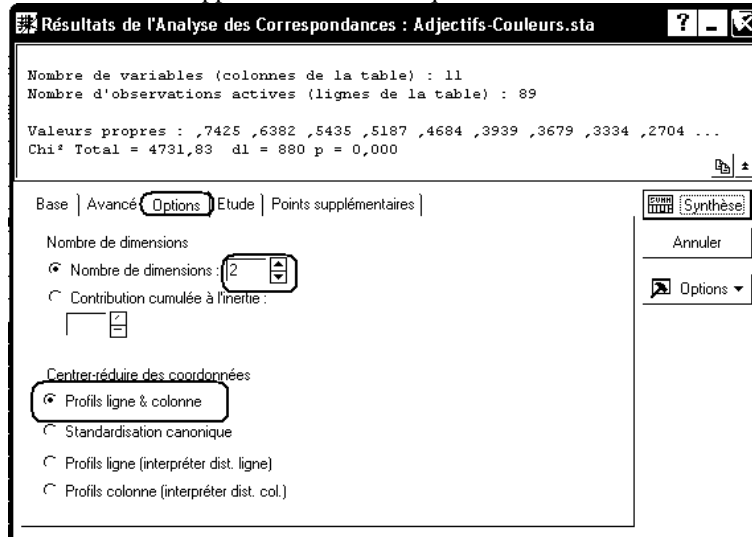 Résultats de l'Analyse des Correspondances : Adjectifs-Couleurs.sta
Nombre de variables (colonnes de la table) : 11
Nombre d'observations actives (lignes de la table) : 89
Valeurs propres : ,7425 ,6382 ,5435 ,5187 ,4684 ,3939 ,3679 ,3334 ,2704 ...
Chi² Total = 4731,83 dl = 880 p = 0,000
Base | Avancé Options Etude | Points supplémentaires |
Synthèse
Nombre de dimensions
Annuler
Nombre de dimensions : 2
Options
Contribution cumulée à l'inertie :
Centrer-réduire des coordonnées
Profils ligne & colonne
Standardisation canonique
Profils ligne (interpréter dist. ligne)
Profils colonne (interpréter dist. col.)